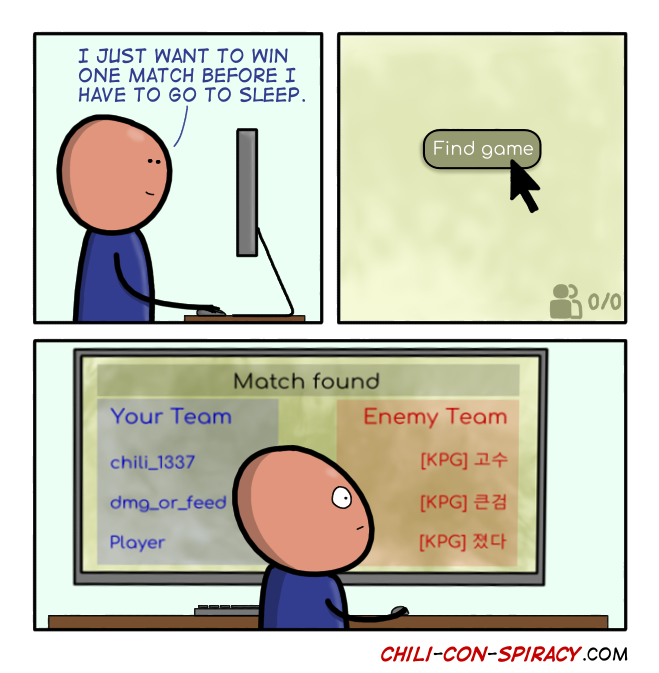 I JUST WANT TO WIN
ONE MATCH BEFORE I
HAVE TO GO TO SLEEP.
Find game
0/0
Match found
Your Team
chili_1337
dmg_or_feed
Player
Enemy Team
[KPG] 고수
[KPG] 큰검
[KPG] 졌다
CHILI-CON-SPIRACY.COM